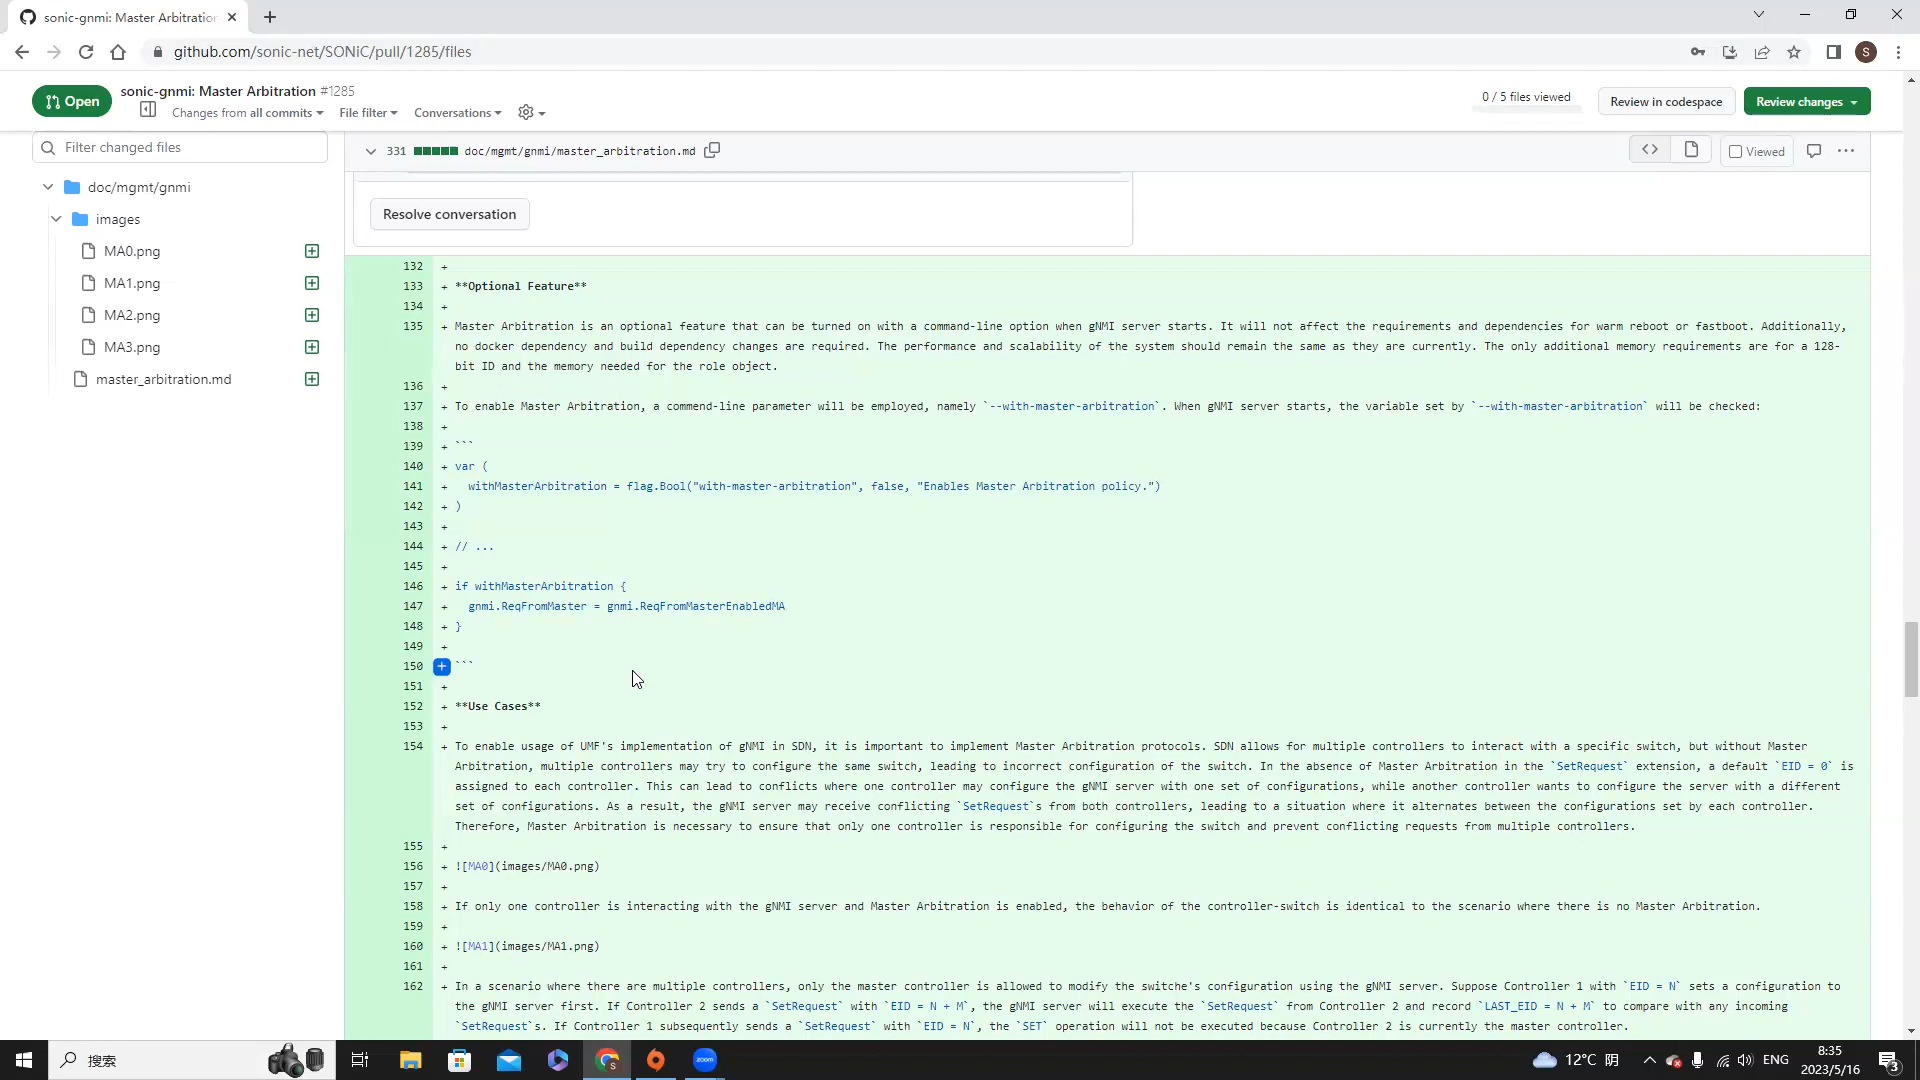 sonic-gnmi: Master Arbitration
github.com/sonic-net/SONiC/pull/1285/files
S
Open
sonic-gnmi: Master Arbitration #1285
Changes from all commits
File filter
Conversations
0 / 5 files viewed
Review in codespace
Review changes
Filter changed files
331
doc/mgmt/gnmi/master_arbitration.md
Viewed
doc/mgmt/gnmi
images
MA0.png
MA1.png
MA2.png
MA3.png
master_arbitration.md
Resolve conversation
132 +
133 + **Optional Feature**
134 +
135 + Master Arbitration is an optional feature that can be turned on with a command-line option when gNMI server starts. It will not affect the requirements and dependencies for warm reboot or fastboot. Additionally,
no docker dependency and build dependency changes are required. The performance and scalability of the system should remain the same as they are currently. The only additional memory requirements are for a 128-
bit ID and the memory needed for the role object.
136 +
137 + To enable Master Arbitration, a commend-line parameter will be employed, namely `--with-master-arbitration`. When gNMI server starts, the variable set by `--with-master-arbitration` will be checked:
138 +
139 + ```
140 + var (
141 + withMasterArbitration = flag.Bool("with-master-arbitration", false, "Enables Master Arbitration policy.")
142 + )
143 +
144 + // ...
145 +
146 + if withMasterArbitration {
147 + gnmi.ReqFromMaster = gnmi.ReqFromMasterEnabledMA
148 + }
149 +
150 + ```
151 +
152 + **Use Cases**
153 +
154 + To enable usage of UMF's implementation of gNMI in SDN, it is important to implement Master Arbitration protocols. SDN allows for multiple controllers to interact with a specific switch, but without Master
Arbitration, multiple controllers may try to configure the same switch, leading to incorrect configuration of the switch. In the absence of Master Arbitration in the `SetRequest` extension, a default `EID = 0` is
assigned to each controller. This can lead to conflicts where one controller may configure the gNMI server with one set of configurations, while another controller wants to configure the server with a different
set of configurations. As a result, the gNMI server may receive conflicting `SetRequest`s from both controllers, leading to a situation where it alternates between the configurations set by each controller.
Therefore, Master Arbitration is necessary to ensure that only one controller is responsible for configuring the switch and prevent conflicting requests from multiple controllers.
155 +
156 + ![MA0](images/MA0.png)
157 +
158 + If only one controller is interacting with the gNMI server and Master Arbitration is enabled, the behavior of the controller-switch is identical to the scenario where there is no Master Arbitration.
159 +
160 + ![MA1](images/MA1.png)
161 +
162 + In a scenario where there are multiple controllers, only the master controller is allowed to modify the switche's configuration using the gNMI server. Suppose Controller 1 with `EID = N` sets a configuration to
the gNMI server first. If Controller 2 sends a `SetRequest` with `EID = N + M`, the gNMI server will execute the `SetRequest` from Controller 2 and record `LAST_EID = N + M` to compare with any incoming
`SetRequest`s. If Controller 1 subsequently sends a `SetRequest` with `EID = N`, the `SET` operation will not be executed because Controller 2 is currently the master controller.
搜索
zoom
12°C 阴
ENG
8:35
2023/5/16
3